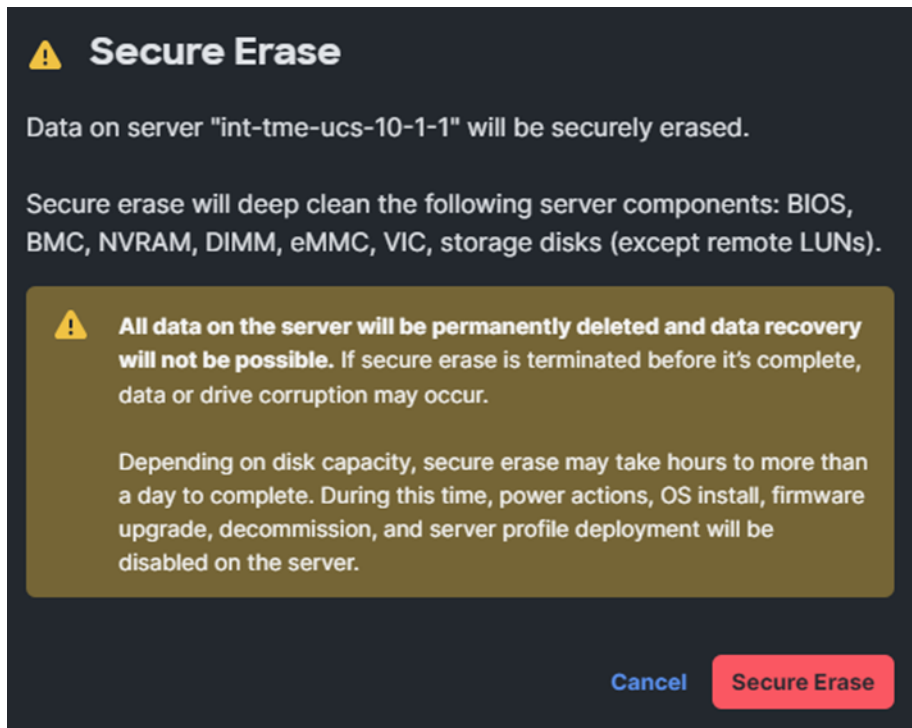 Secure Erase
Data on server "int-tme-ucs-10-1-1" will be securely erased.
Secure erase will deep clean the following server components: BIOS,
BMC, NVRAM, DIMM, eMMC, VIC, storage disks (except remote LUNs).
All data on the server will be permanently deleted and data recovery
will not be possible. If secure erase is terminated before it’s complete,
data or drive corruption may occur.
Depending on disk capacity, secure erase may take hours to more than
a day to complete. During this time, power actions, OS install, firmware
upgrade, decommission, and server profile deployment will be
disabled on the server.
Cancel
Secure Erase